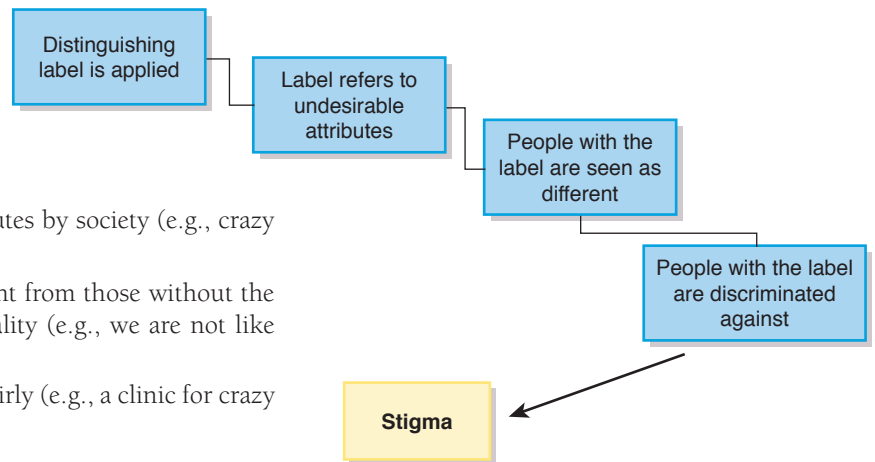 Distinguishing
label is applied
Label refers to
undesirable
attributes
People with the
label are seen as
different
People with the label
are discriminated
against
Stigma
utes by society (e.g., crazy
nt from those without the
ality (e.g., we are not like
irly (e.g., a clinic for crazy